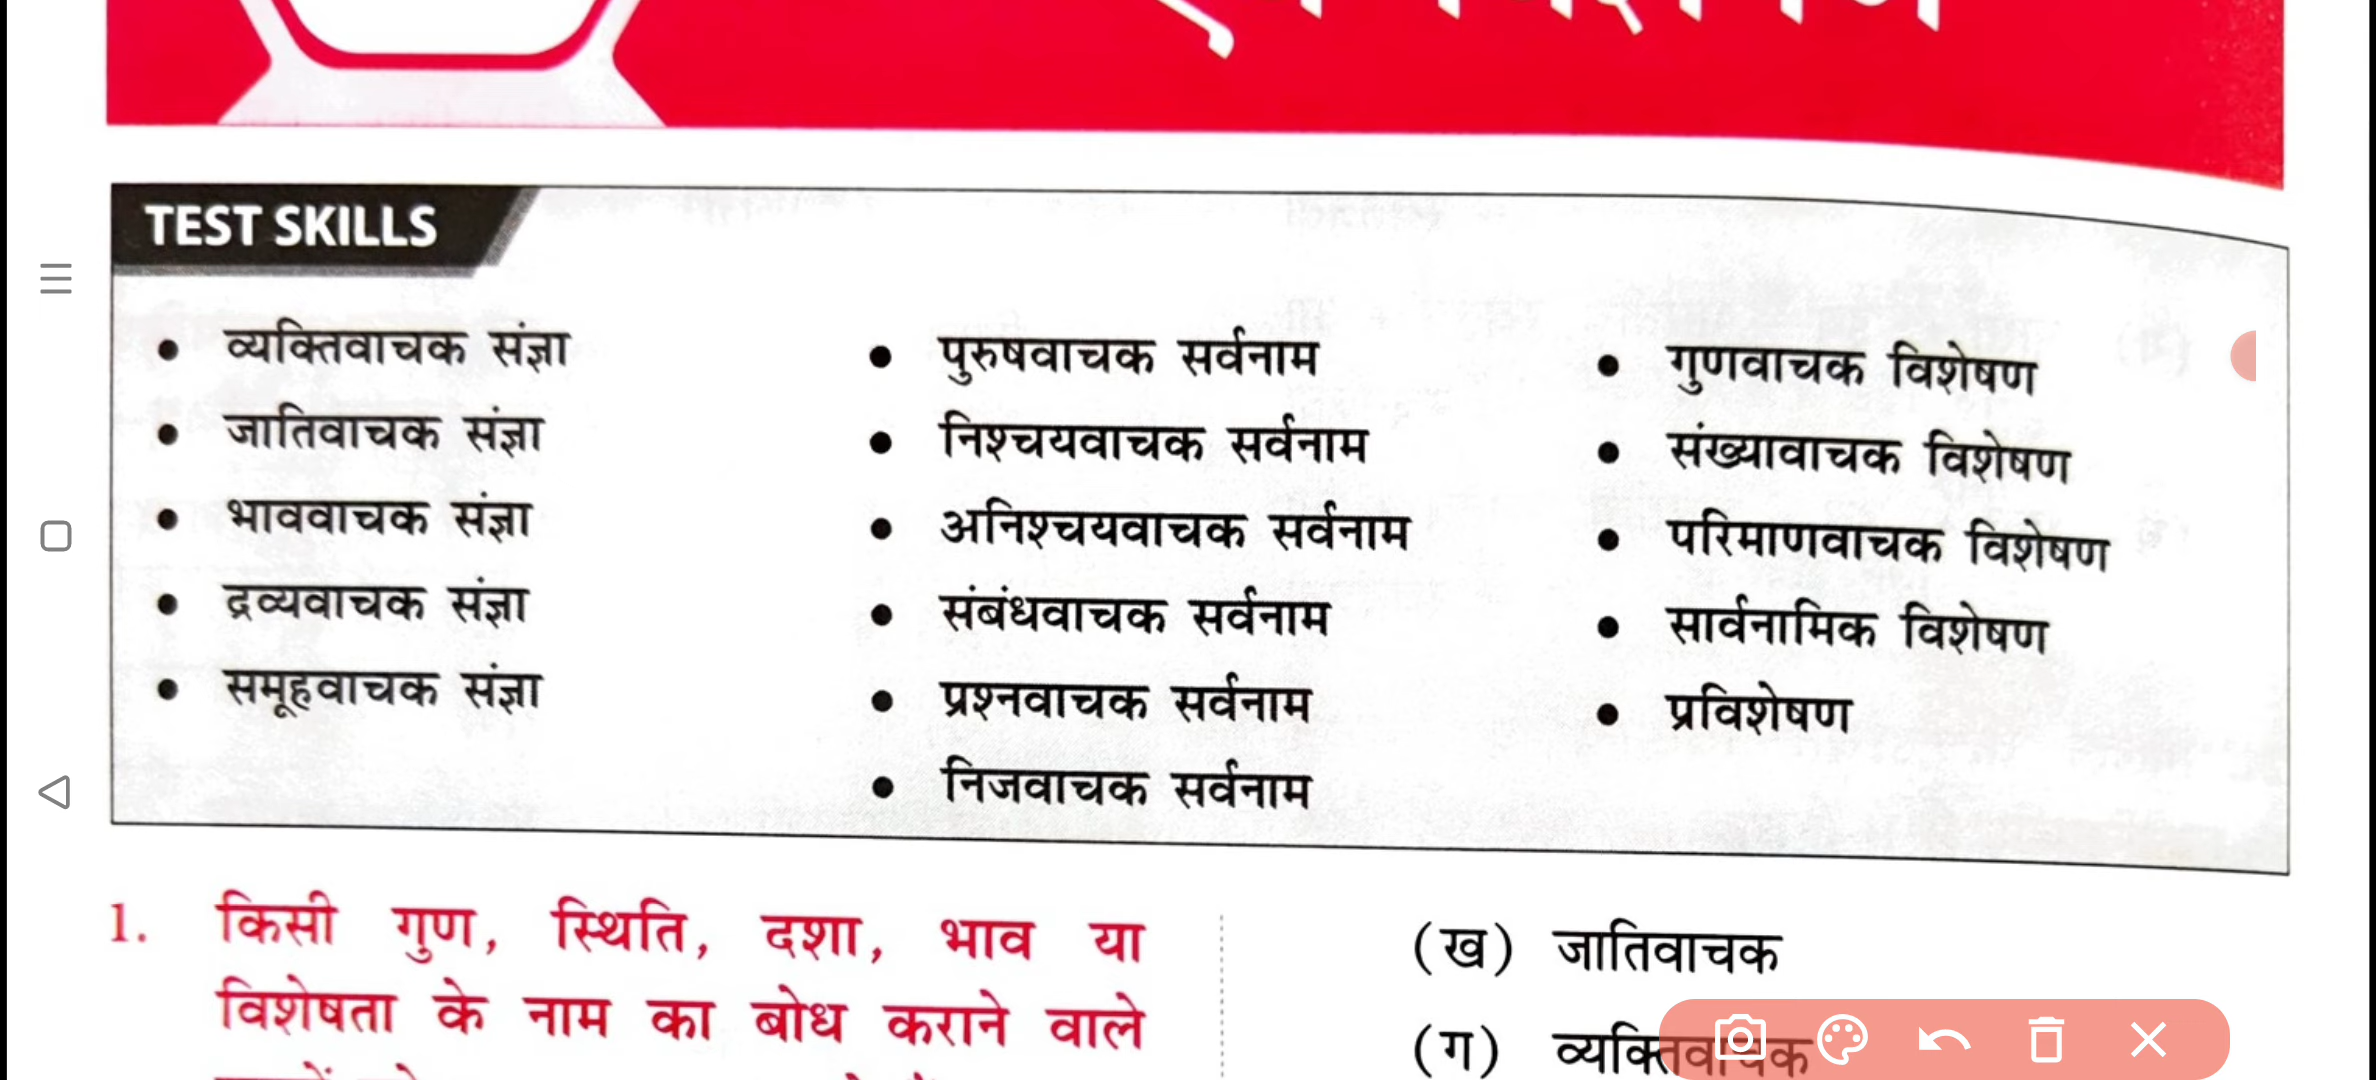 TEST SKILLS
• व्यक्तिवाचक संज्ञा
• जातिवाचक संज्ञा
• भाववाचक संज्ञा
• द्रव्यवाचक संज्ञा
• समूहवाचक संज्ञा
• पुरुषवाचक सर्वनाम
• निश्चयवाचक सर्वनाम
• अनिश्चयवाचक सर्वनाम
• संबंधवाचक सर्वनाम
• प्रश्नवाचक सर्वनाम
• निजवाचक सर्वनाम
• गुणवाचक विशेषण
• संख्यावाचक विशेषण
• परिमाणवाचक विशेषण
• सार्वनामिक विशेषण
• प्रविशेषण
1. किसी गुण, स्थिति, दशा, भाव या
विशेषता के नाम का बोध कराने वाले
(ख) जातिवाचक
(ग) व्यक्तिवाचक